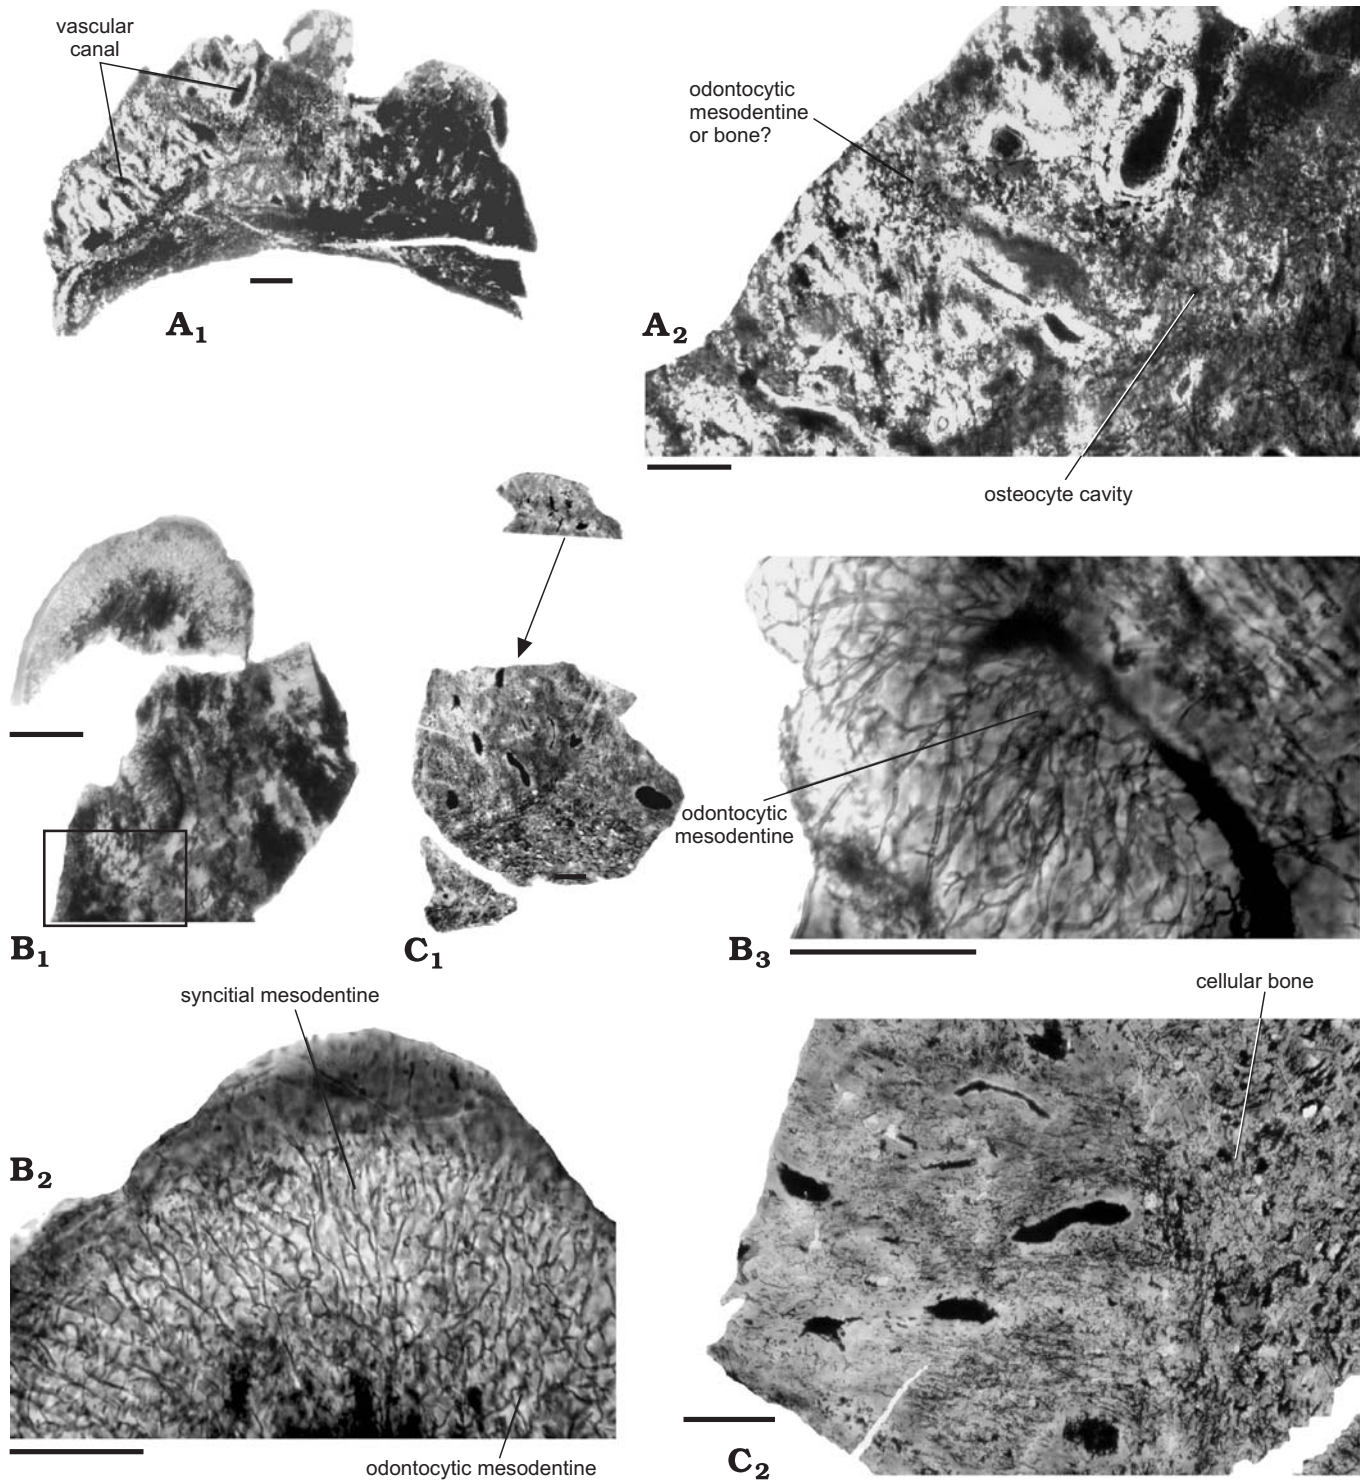 vascular
canal
A1
odontocytic
mesodentine
or bone?
A2
osteocyte cavity
B1
C1
odontocytic
mesodentine
B3
syncitial mesodentine
B2
odontocytic mesodentine
cellular bone
C2